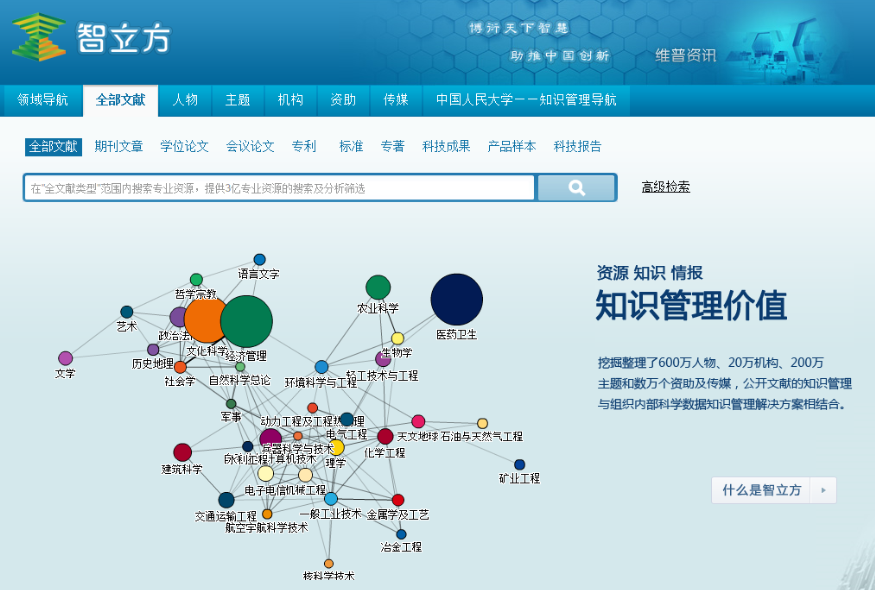 智立方
博衍天下智慧
助推中国创新
维普资讯
领域导航 全部文献 人物 主题 机构 资助 传媒 中国人民大学——知识管理导航
全部文献 期刊文章 学位论文 会议论文 专利 标准 专著 科技成果 产品样本 科技报告
在"全文献类型"范围内搜索专业资源，提供3亿专业资源的搜索及分析筛选
高级检索
语言文字
哲学宗教
农业科学
艺术
政治法律
医药卫生
文化科学
经济管理
生物学
历史地理
文学
社会学
自然科学总论
环境科学与工程
轻工技术与工程
军事
动力工程及工程热物理
电气工程
天文地球
石油与天然气工程
兵器科学与技术
化学工程
水利工程
计算机技术
理学
建筑科学
矿业工程
电子电信
机械工程
交通运输工程
一般工业技术
金属学及工艺
航空宇航科学技术
冶金工程
核科学技术
资源 知识 情报
知识管理价值
挖掘整理了600万人物、20万机构、200万
主题和数万个资助及传媒，公开文献的知识管理
与组织内部科学数据知识管理解决方案相结合。
什么是智立方